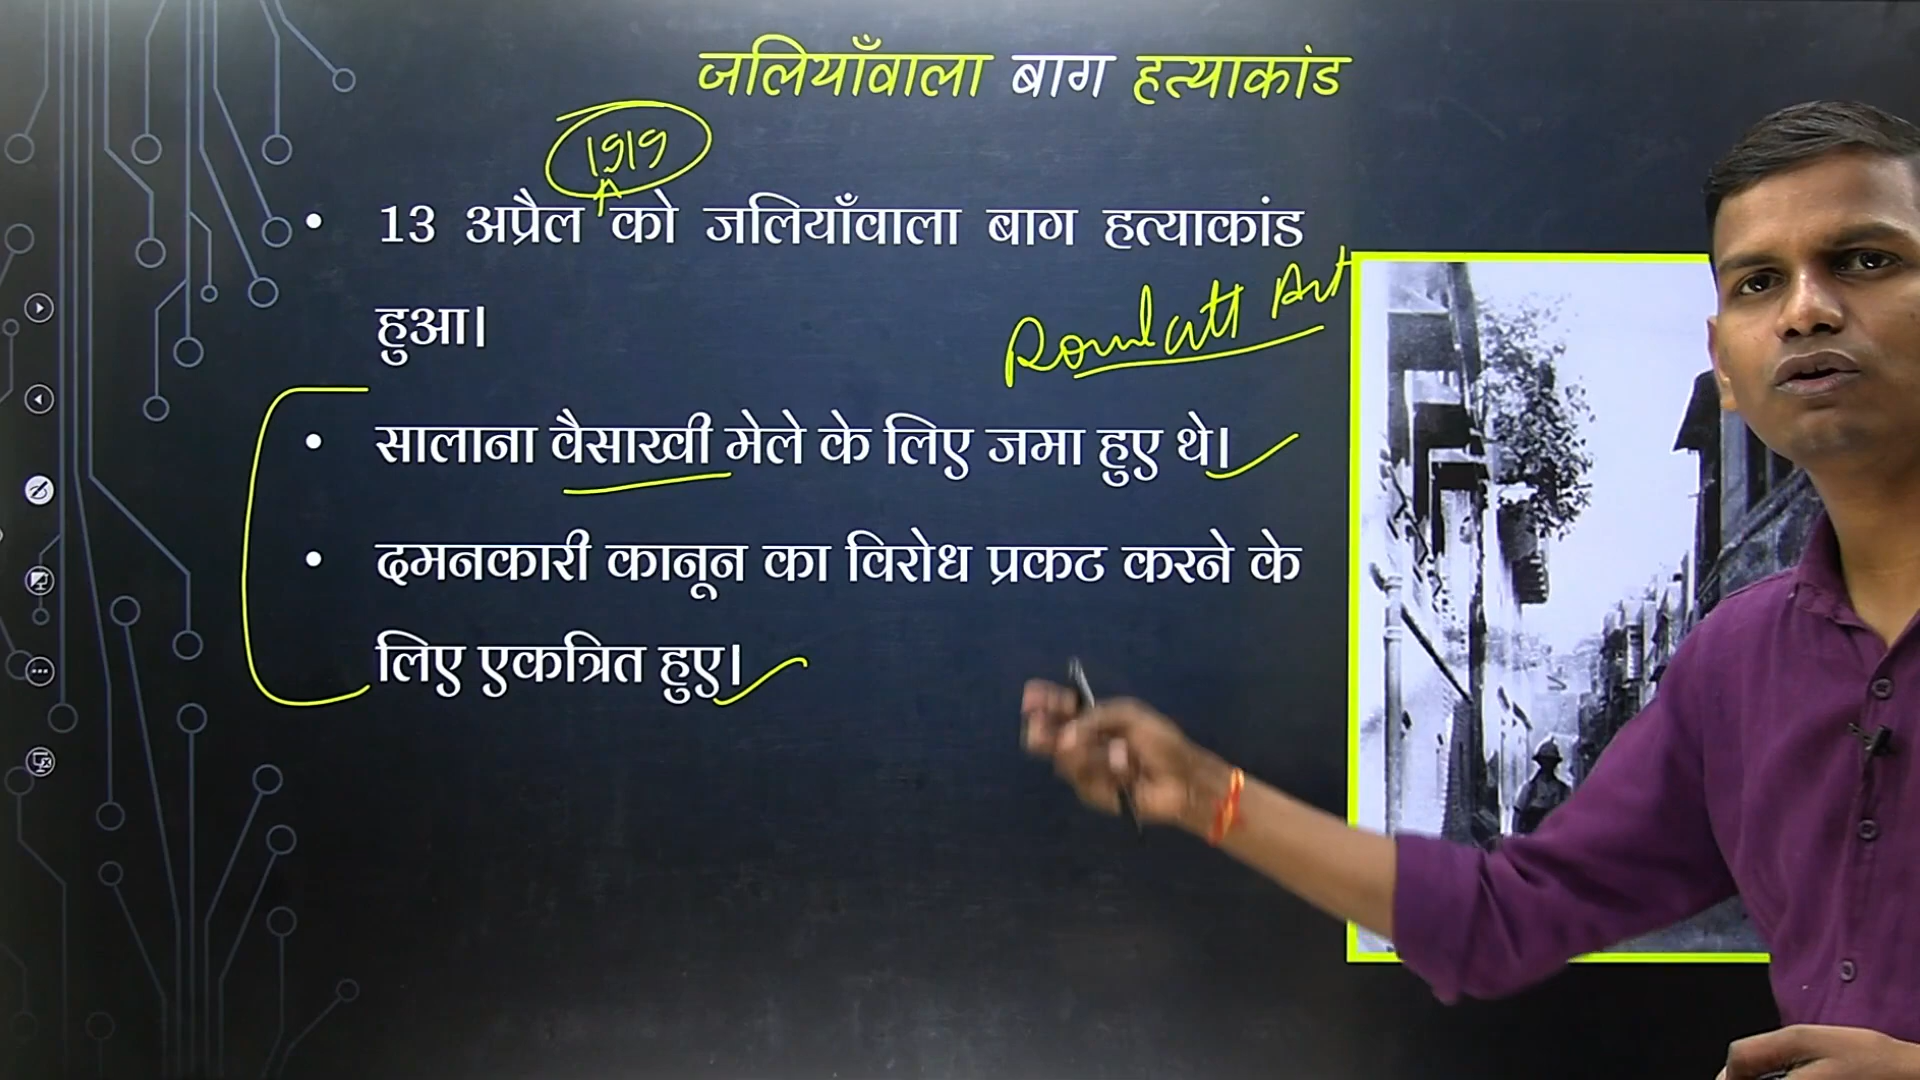 जलियाँवाला बाग हत्याकांड
1919
13 अप्रैल को जलियाँवाला बाग हत्याकांड
हुआ।
Rowlatt Act
सालाना वैसाखी मेले के लिए जमा हुए थे।
दमनकारी कानून का विरोध प्रकट करने के
लिए एकत्रित हुए।